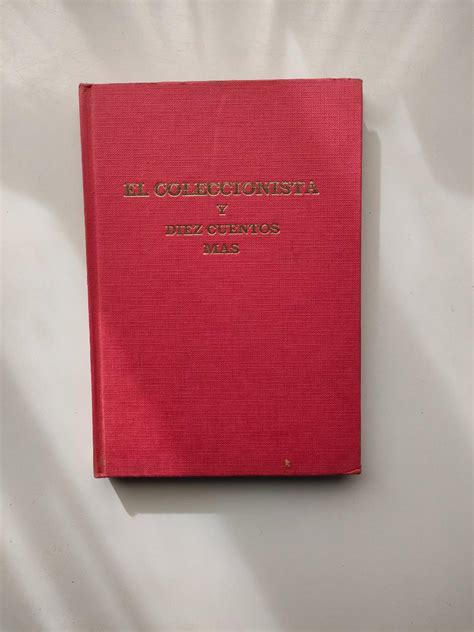 EL COLECCIONISTA
Y
DIEZ CUENTOS
MAS